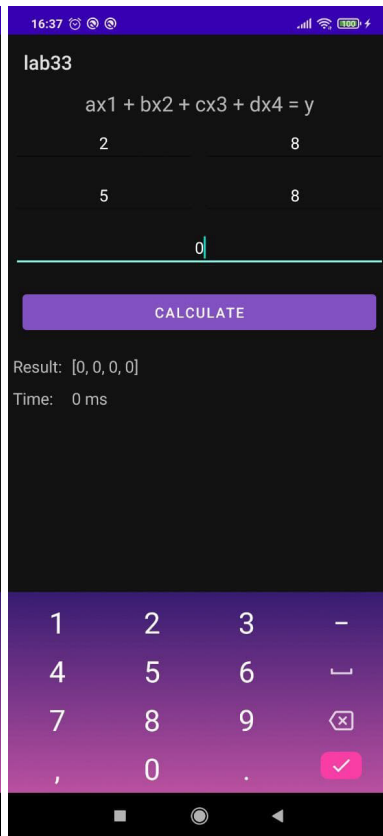 16:37 100
lab33
ax1 + bx2 + cx3 + dx4 = y
2 8
5 8
0
CALCULATE
Result: [0, 0, 0, 0]
Time: 0 ms
1 2 3 -
4 5 6
7 8 9
, 0 .